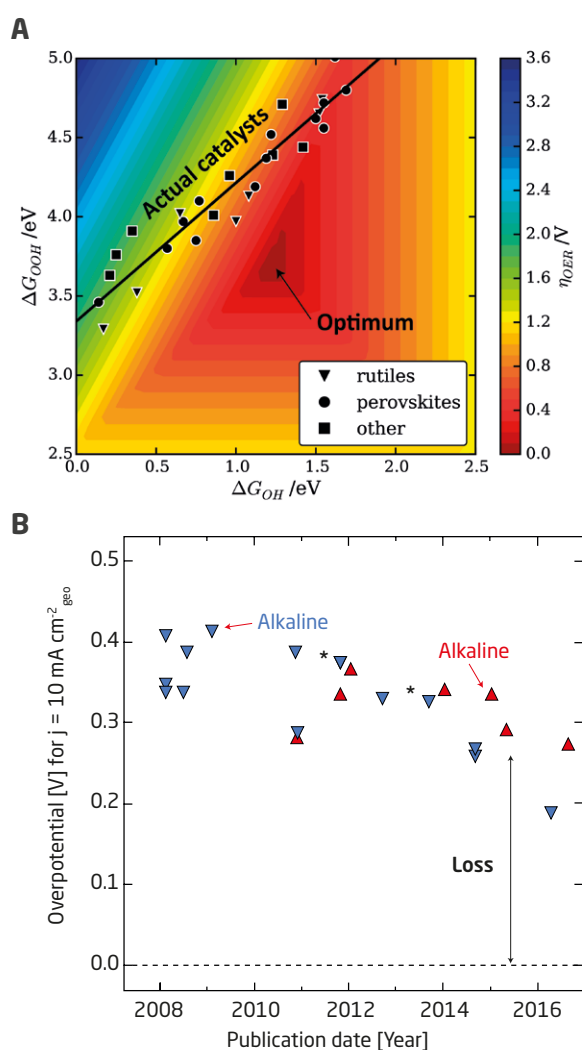 A
5.0
4.5
4.0
3.5
3.0
2.5
0.0
0.5
1.0
1.5
2.0
2.5
ΔG_OOH /eV
ΔG_OH /eV
Actual catalysts
Optimum
rutiles
perovskites
other
3.6
3.2
2.8
2.4
2.0
1.6
1.2
0.8
0.4
0.0
η_OER /V
B
0.5
0.4
0.3
0.2
0.1
0.0
Overpotential [V] for j = 10 mA cm⁻² geo
Alkaline
*
*
Alkaline
Loss
2008
2010
2012
2014
2016
Publication date [Year]